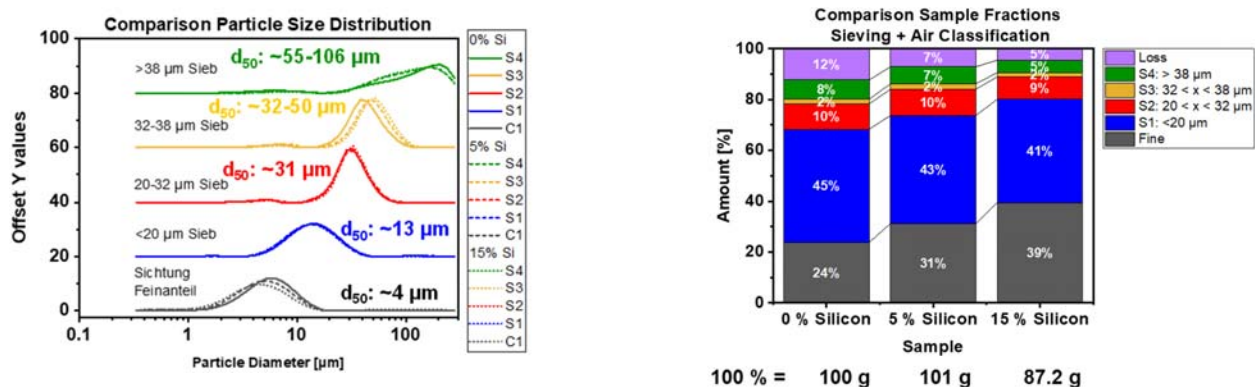 Comparison Particle Size Distribution
100
80
60
40
20
0
Offset Y values
>38 µm Sieb
d50: ~55-106 µm
32-38 µm Sieb
d50: ~32-50 µm
20-32 µm Sieb
d50: ~31 µm
<20 µm Sieb
d50: ~13 µm
Sichtung
Feinanteil
d50: ~4 µm
0.1
1
10
100
Particle Diameter [µm]
0% Si
S4
S3
S2
S1
C1
5% Si
S4
S3
S2
S1
C1
15% Si
S4
S3
S2
S1
C1
Comparison Sample Fractions
Sieving + Air Classification
100
80
60
40
20
0
Amount [%]
12%
8%
2%
10%
45%
24%
7%
7%
2%
10%
43%
31%
5%
5%
2%
9%
41%
39%
0 % Silicon
5 % Silicon
15 % Silicon
Sample
Loss
S4: > 38 µm
S3: 32 < x < 38 µm
S2: 20 < x < 32 µm
S1: <20 µm
Fine
100 % = 100 g 101 g 87.2 g